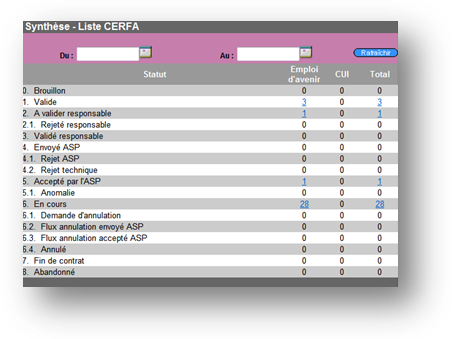 Synthèse - Liste CERFA
Du : Au : Rafraîchir
Statut Emploi d'avenir CUI Total
0. Brouillon 0 0 0
1. Valide 3 0 3
2. A valider responsable 1 0 1
2.1. Rejeté responsable 0 0 0
3. Validé responsable 0 0 0
4. Envoyé ASP 0 0 0
4.1. Rejet ASP 0 0 0
4.2. Rejet technique 0 0 0
5. Accepté par l'ASP 1 0 1
5.1. Anomalie 0 0 0
6. En cours 28 0 28
6.1. Demande d'annulation 0 0 0
6.2. Flux annulation envoyé ASP 0 0 0
6.3. Flux annulation accepté ASP 0 0 0
6.4. Annulé 0 0 0
7. Fin de contrat 0 0 0
8. Abandonné 0 0 0